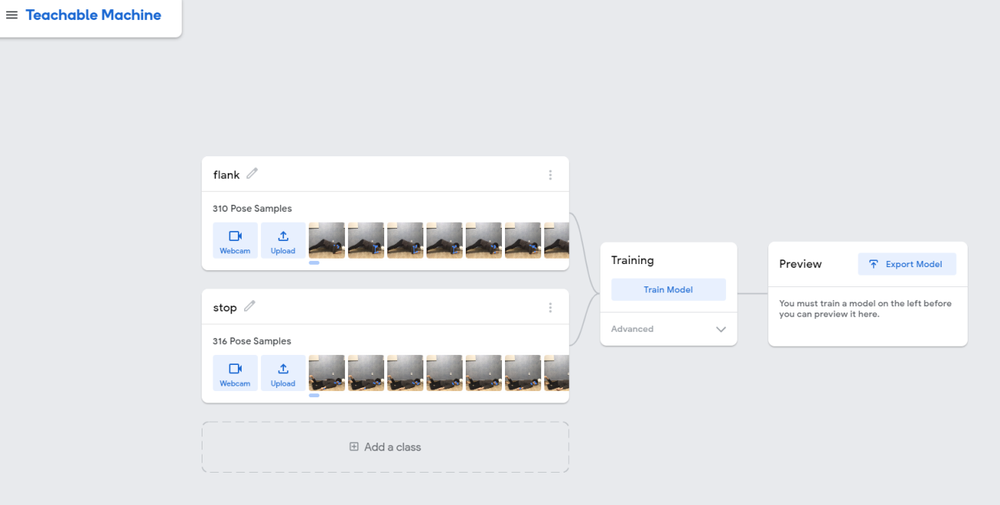 Teachable Machine
flank
310 Pose Samples
Webcam
Upload
stop
316 Pose Samples
Webcam
Upload
Add a class
Training
Train Model
Advanced
Preview
Export Model
You must train a model on the left before
you can preview it here.